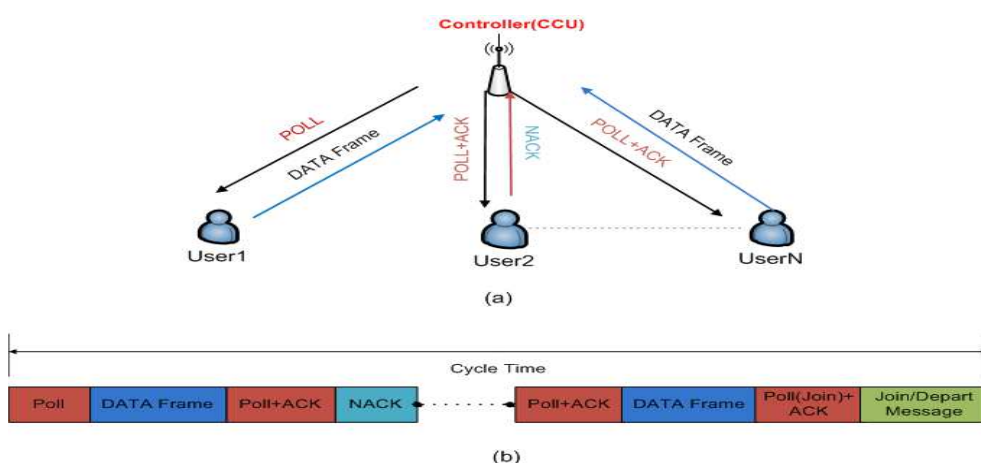 Controller(CCU)
POLL
DATA Frame
POLL+ACK
NACK
POLL+ACK
DATA Frame
User1
User2
UserN
(a)
Cycle Time
Poll
DATA Frame
Poll+ACK
NACK
Poll+ACK
DATA Frame
Poll(Join)+
ACK
Join/Depart
Message
(b)